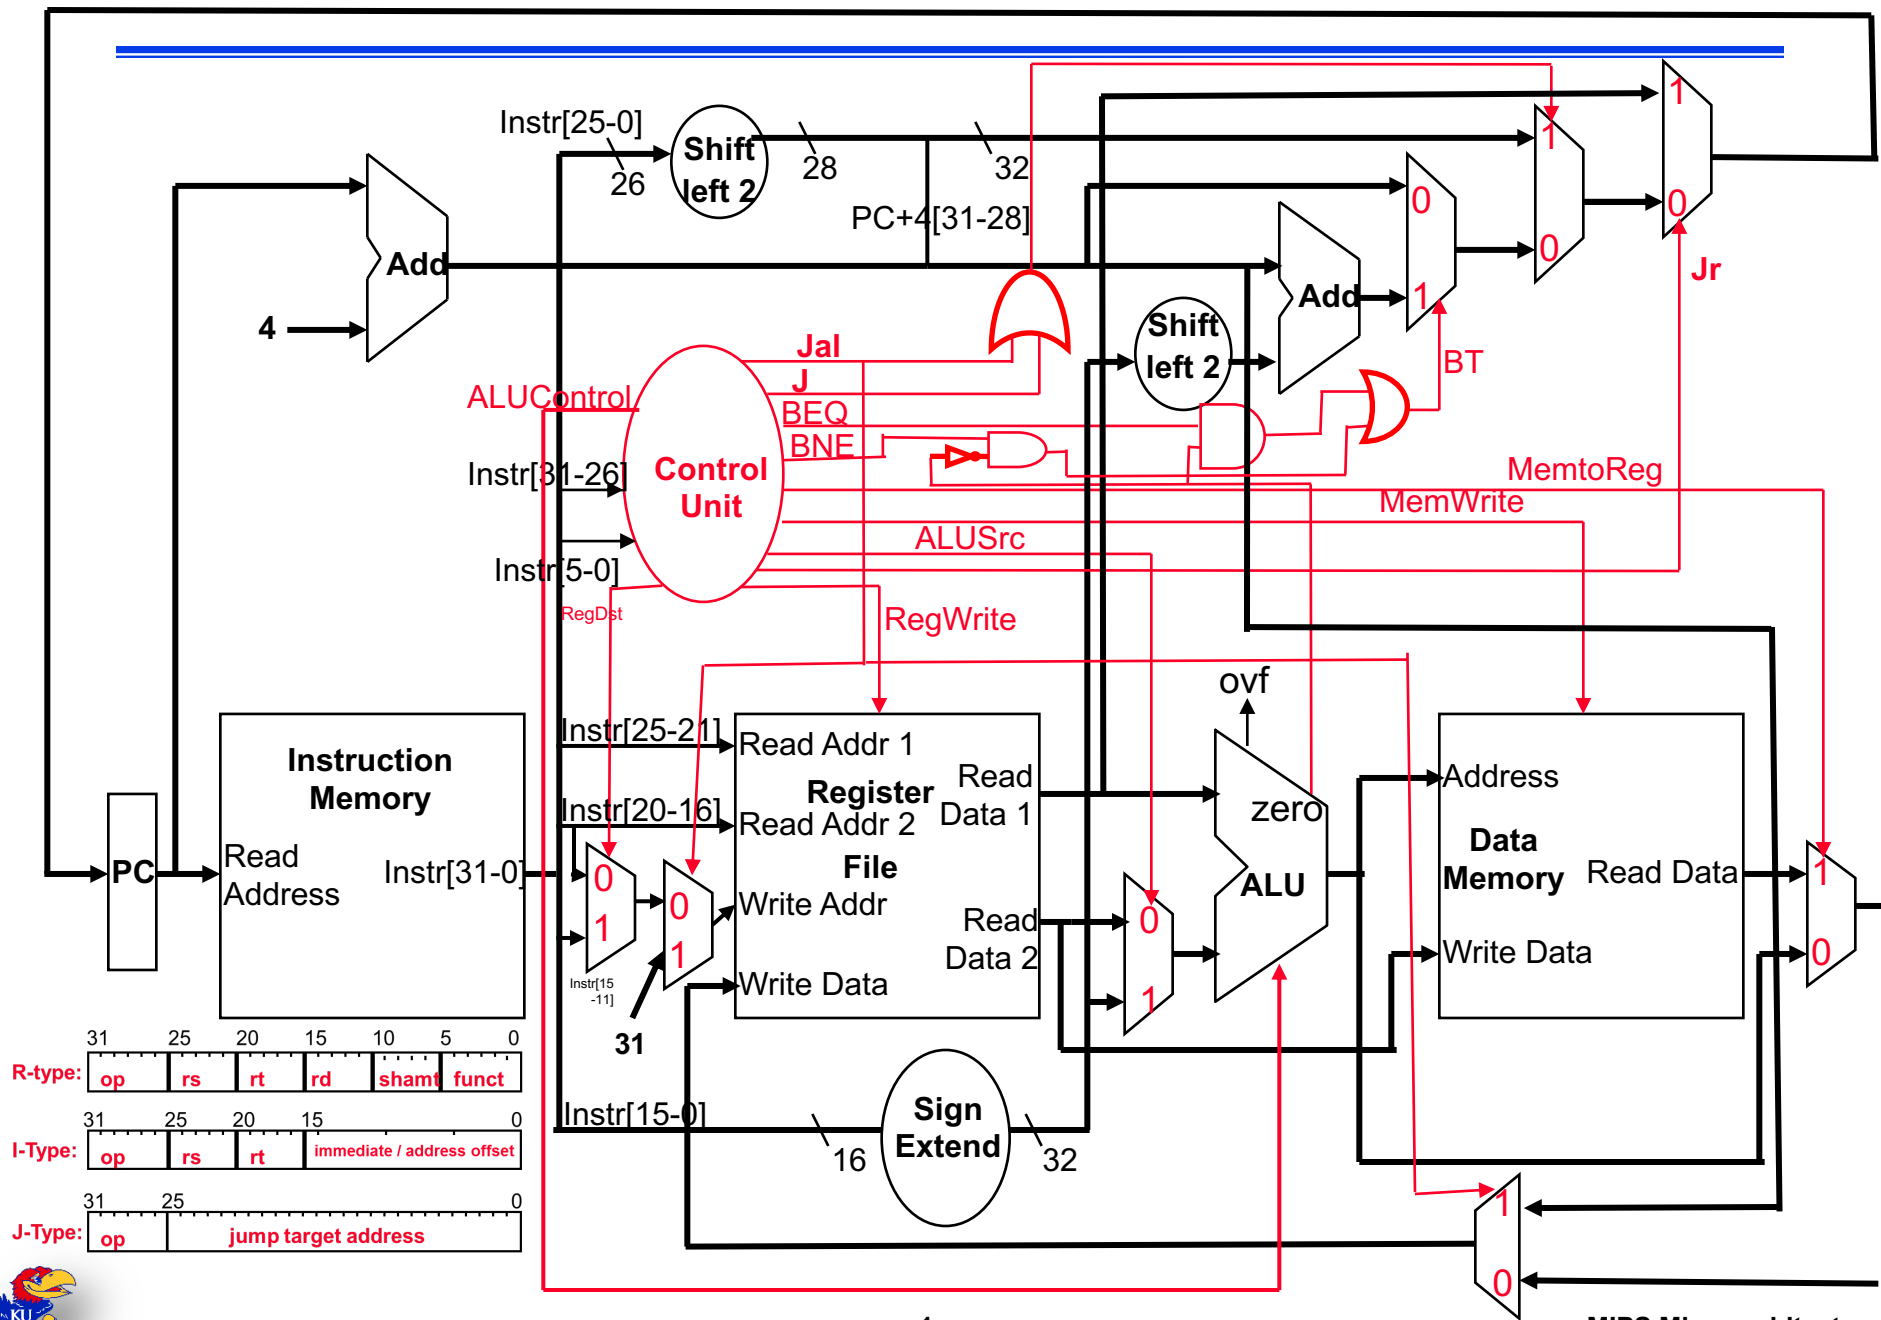 Instr[25-0]
26
Shift
left 2
28
32
PC+4[31-28]
Add
4
1
0
1
0
0
1
Jr
Add
Shift
left 2
BT
Jal
J
BEQ
BNE
ALUControl
Instr[31-26]
Control
Unit
Instr[5-0]
MemtoReg
MemWrite
ALUSrc
RegDst
RegWrite
ovf
Instruction
Memory
PC
Read
Address
Instr[31-0]
Instr[25-21]
Instr[20-16]
0
1
Instr[15
-11]
0
1
31
Read Addr 1
Register
Read Addr 2
File
Write Addr
Write Data
Read
Data 1
Read
Data 2
0
1
zero
ALU
Address
Data
Memory
Read Data
Write Data
1
0
Instr[15-0]
16
Sign
Extend
32
1
0
31 25 20 15 10 5 0
R-type: op rs rt rd shamt funct
31 25 20 15 0
I-Type: op rs rt immediate / address offset
31 25 0
J-Type: op jump target address
KU